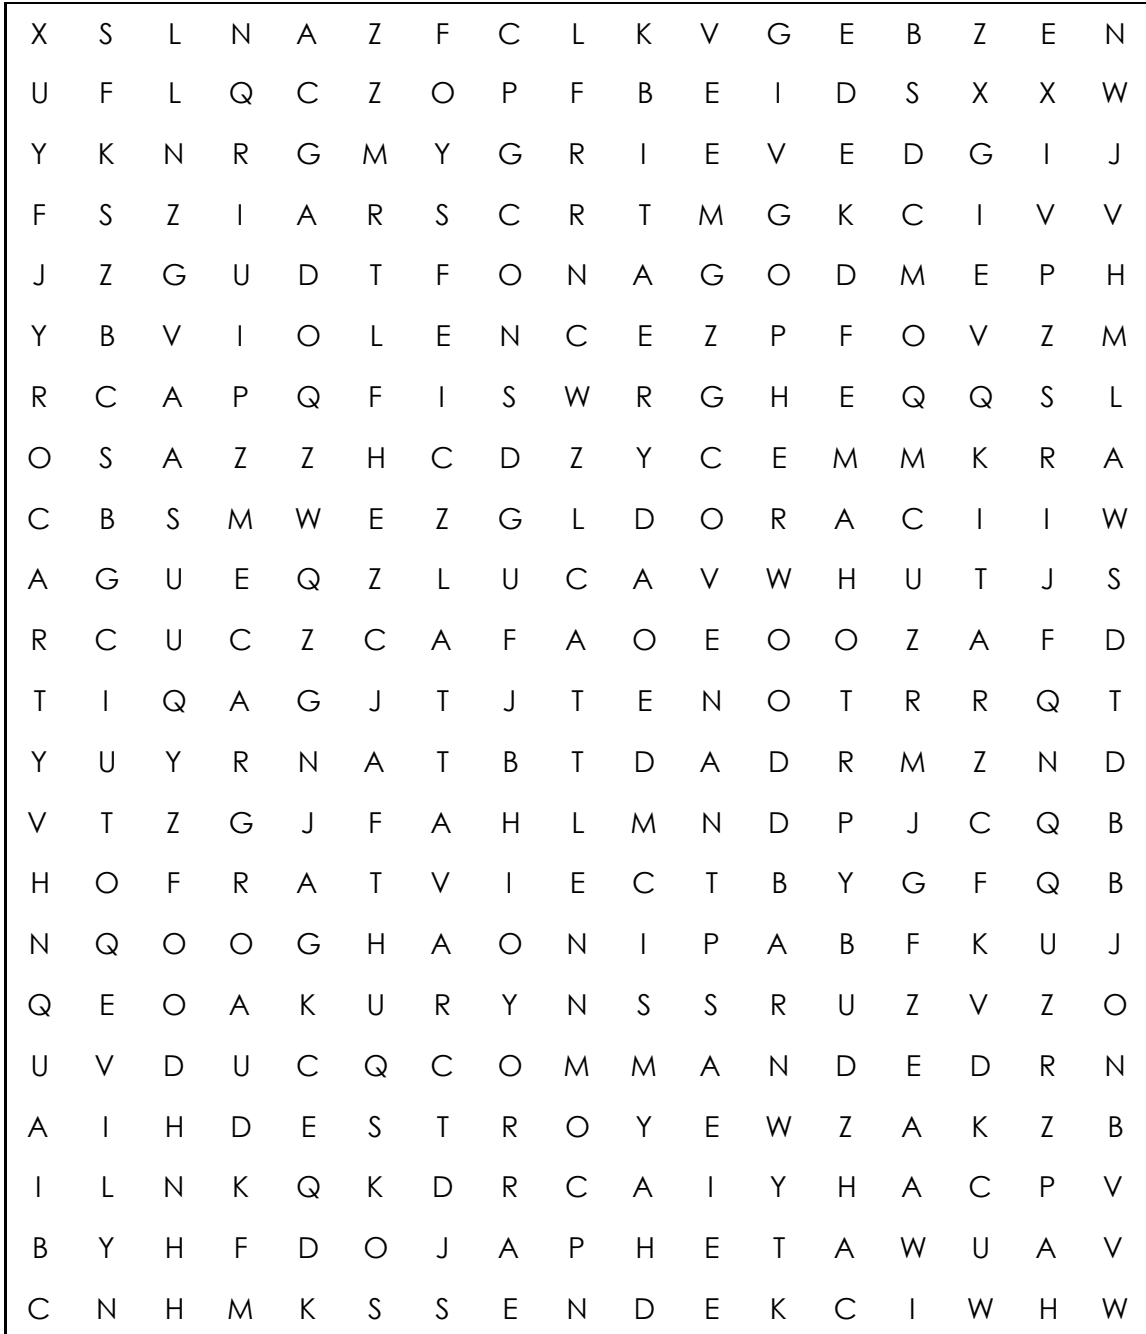 X S L N A Z F C L K V G E B Z E N
U F L Q C Z O P F B E I D S X X W
Y K N R G M Y G R I E V E D G I J
F S Z I A R S C R T M G K C I V V
J Z G U D T F O N A G O D M E P H
Y B V I O L E N C E Z P F O V Z M
R C A P Q F I S W R G H E Q Q S L
O S A Z Z H C D Z Y C E M M K R A
C B S M W E Z G L D O R A C I I W
A G U E Q Z L U C A V W H U T J S
R C U C Z C A F A O E O O Z A F D
T I Q A G J T J T E N O T R R Q T
Y U Y R N A T B T D A D R M Z N D
V T Z G J F A H L M N D P J C Q B
H O F R A T V I E C T B Y G F Q B
N Q O O G H A O N I P A B F K U J
Q E O A K U R Y N S S R U Z V Z O
U V D U C Q C O M M A N D E D R N
A I H D E S T R O Y E W Z A K Z B
I L N K Q K D R C A I Y H A C P V
B Y H F D O J A P H E T A W U A V
C N H M K S S E N D E K C I W H W